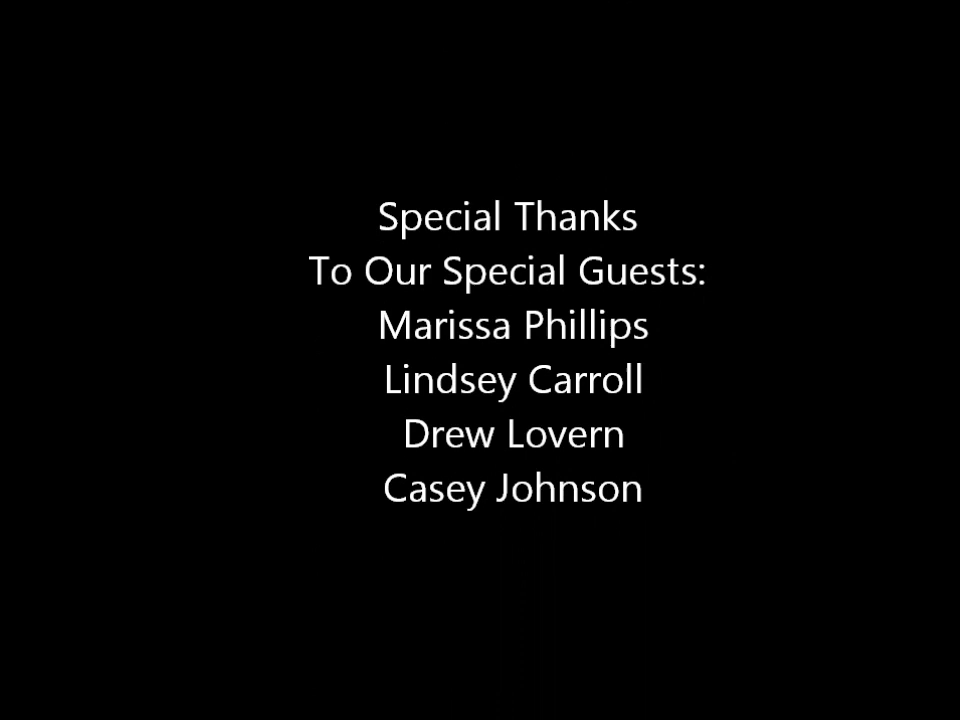 Special Thanks
To Our Special Guests:
Marissa Phillips
Lindsey Carroll
Drew Lovern
Casey Johnson